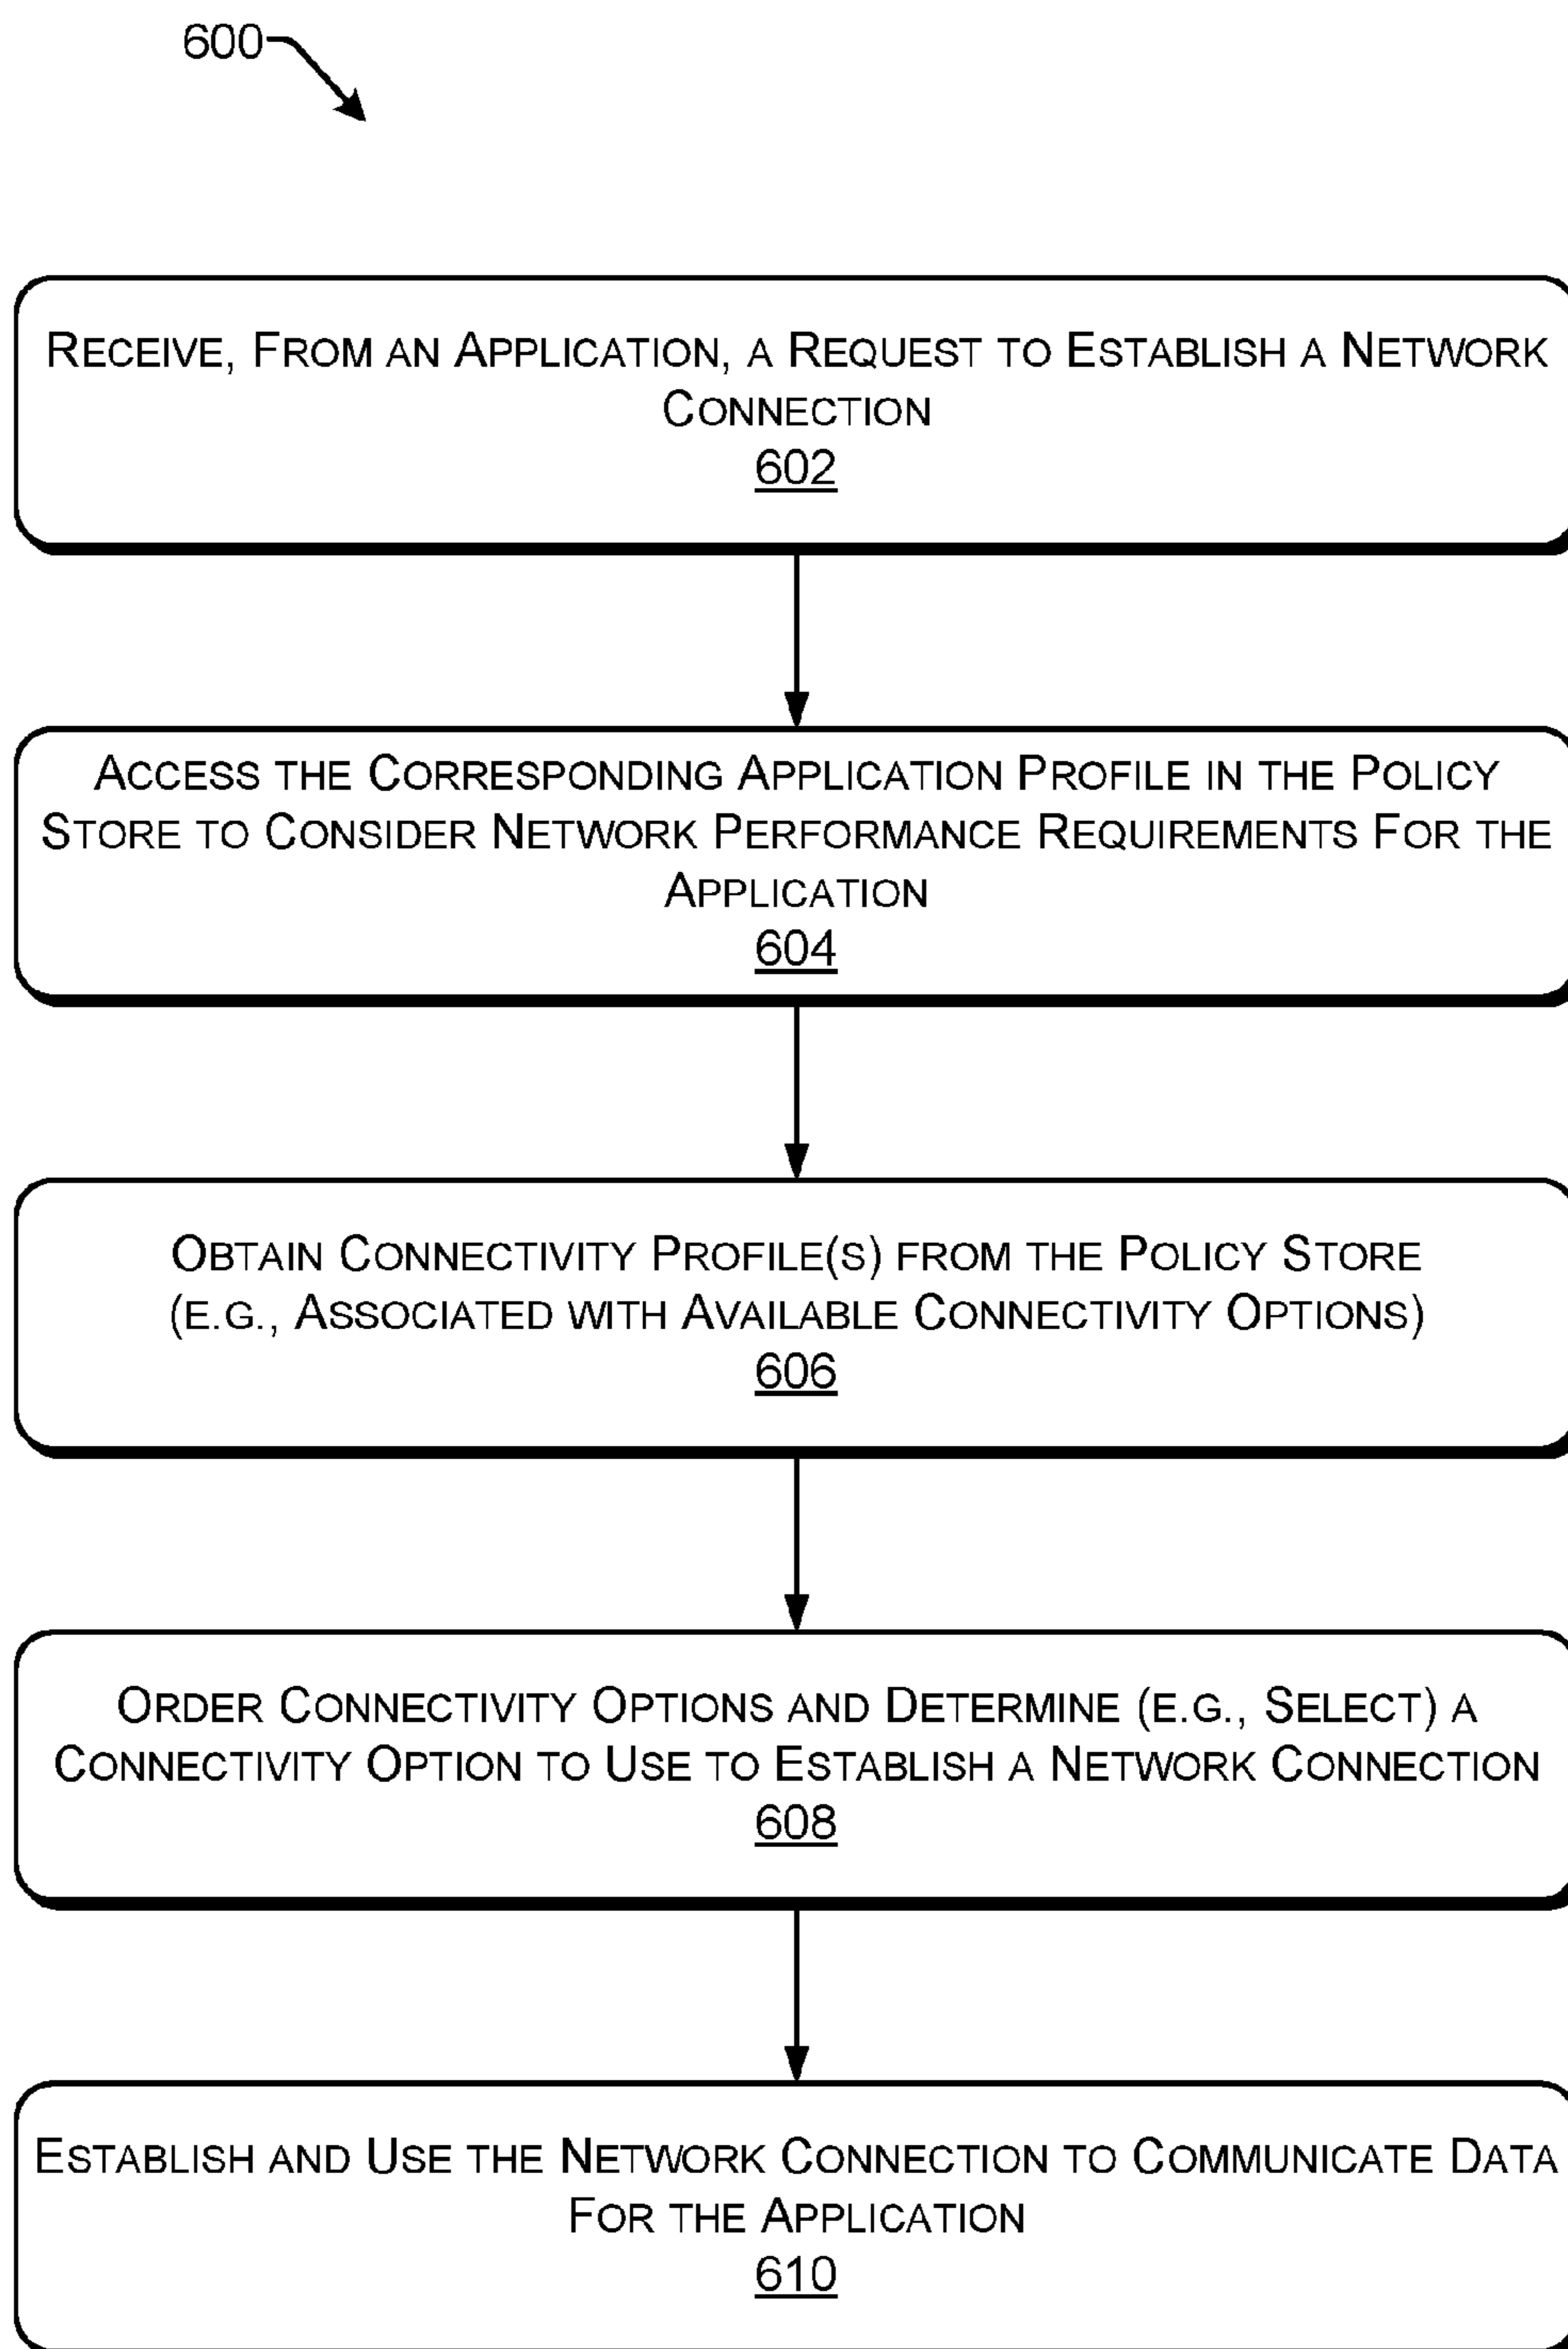 600
RECEIVE, FROM AN APPLICATION, A REQUEST TO ESTABLISH A NETWORK
CONNECTION
602
ACCESS THE CORRESPONDING APPLICATION PROFILE IN THE POLICY
STORE TO CONSIDER NETWORK PERFORMANCE REQUIREMENTS FOR THE
APPLICATION
604
OBTAIN CONNECTIVITY PROFILE(S) FROM THE POLICY STORE
(E.G., ASSOCIATED WITH AVAILABLE CONNECTIVITY OPTIONS)
606
ORDER CONNECTIVITY OPTIONS AND DETERMINE (E.G., SELECT) A
CONNECTIVITY OPTION TO USE TO ESTABLISH A NETWORK CONNECTION
608
ESTABLISH AND USE THE NETWORK CONNECTION TO COMMUNICATE DATA
FOR THE APPLICATION
610